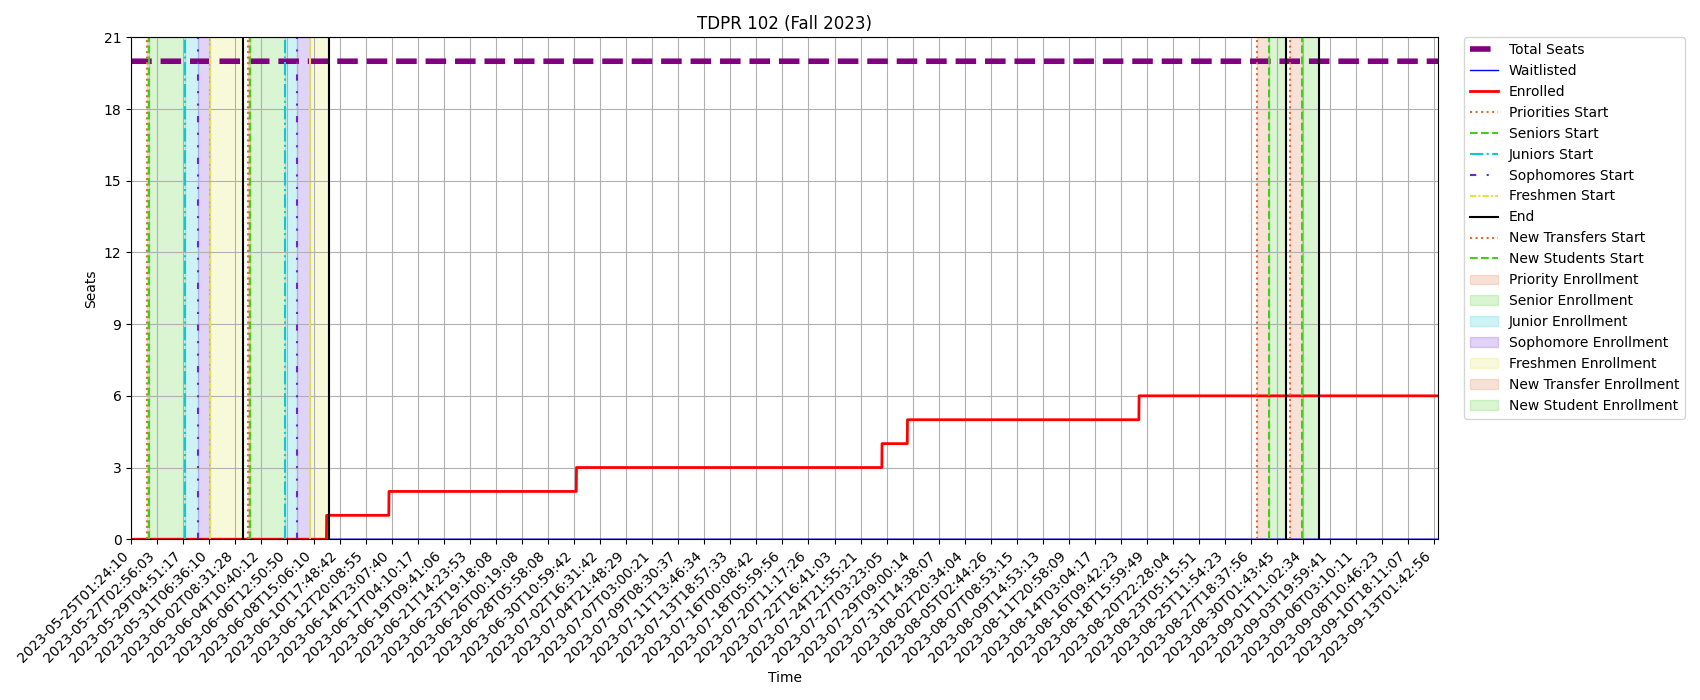 TDPR 102 (Fall 2023)
21
18
15
12
9
6
3
0
Seats
2023-05-25T01:24:10
2023-05-27T02:56:03
2023-05-29T04:51:17
2023-05-31T06:36:10
2023-06-02T08:31:28
2023-06-04T10:40:12
2023-06-06T12:50:50
2023-06-08T15:06:10
2023-06-10T17:48:42
2023-06-12T20:08:55
2023-06-14T23:07:40
2023-06-17T04:10:17
2023-06-19T09:41:06
2023-06-21T14:23:53
2023-06-23T19:18:08
2023-06-26T00:19:08
2023-06-28T05:58:08
2023-06-30T10:59:42
2023-07-02T16:31:42
2023-07-04T21:48:29
2023-07-07T03:00:21
2023-07-09T08:30:37
2023-07-11T13:46:34
2023-07-13T18:57:33
2023-07-16T00:08:42
2023-07-18T05:59:56
2023-07-20T11:17:26
2023-07-22T16:41:03
2023-07-24T21:55:21
2023-07-27T03:23:05
2023-07-29T09:00:14
2023-07-31T14:38:07
2023-08-02T20:34:04
2023-08-05T02:44:26
2023-08-07T08:53:15
2023-08-09T14:53:13
2023-08-11T20:58:09
2023-08-14T03:04:17
2023-08-16T09:42:23
2023-08-18T15:59:49
2023-08-20T22:28:04
2023-08-23T05:15:51
2023-08-25T11:54:23
2023-08-27T18:37:56
2023-08-30T01:43:45
2023-09-01T11:02:34
2023-09-03T19:59:41
2023-09-06T03:10:11
2023-09-08T10:46:23
2023-09-10T18:11:07
2023-09-13T01:42:56
Time
Total Seats
Waitlisted
Enrolled
Priorities Start
Seniors Start
Juniors Start
Sophomores Start
Freshmen Start
End
New Transfers Start
New Students Start
Priority Enrollment
Senior Enrollment
Junior Enrollment
Sophomore Enrollment
Freshmen Enrollment
New Transfer Enrollment
New Student Enrollment